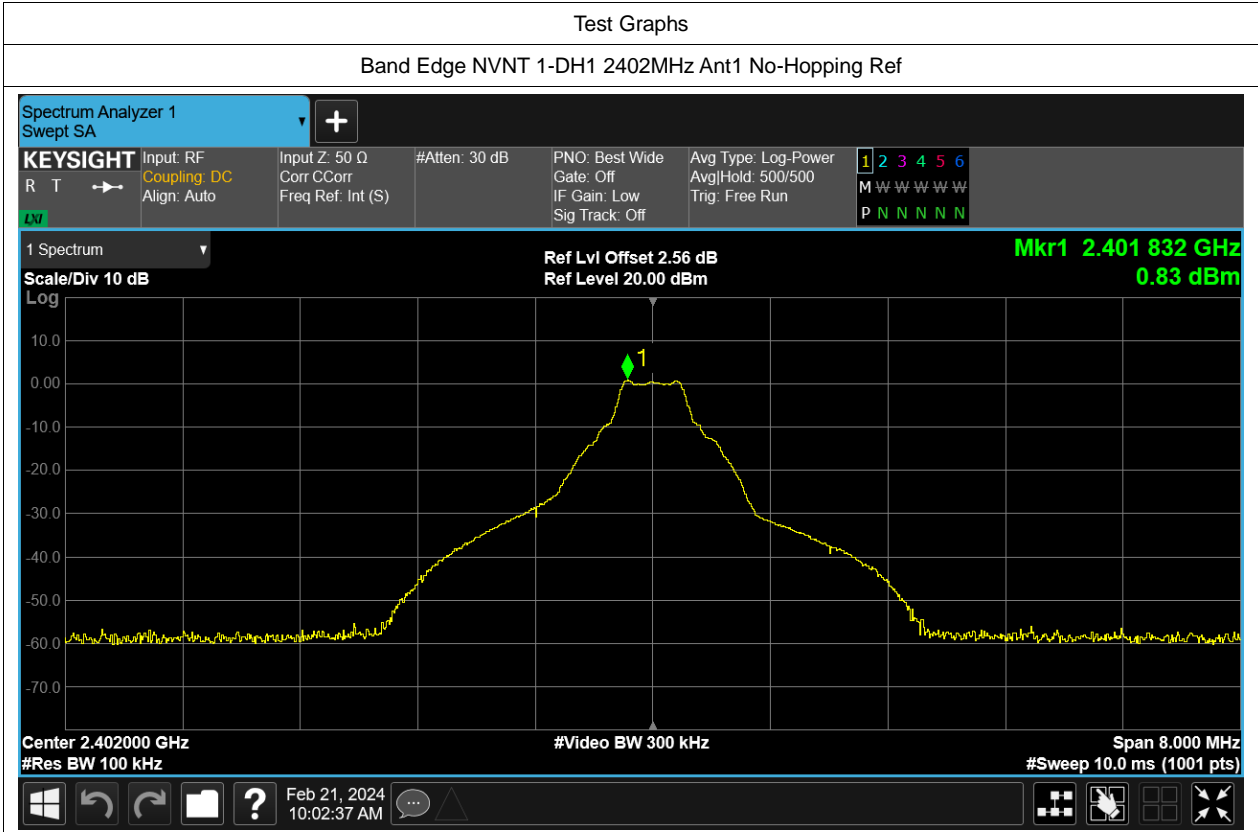 Test Graphs
Band Edge NVNT 1-DH1 2402MHz Ant1 No-Hopping Ref
Spectrum Analyzer 1
Swept SA
KEYSIGHT
R T
LXI
Input: RF
Coupling: DC
Align: Auto
Input Z: 50 Ω
Corr CCorr
Freq Ref: Int (S)
#Atten: 30 dB
PNO: Best Wide
Gate: Off
IF Gain: Low
Sig Track: Off
Avg Type: Log-Power
Avg|Hold: 500/500
Trig: Free Run
1 2 3 4 5 6
M W W W W W
P N N N N N
1 Spectrum
Scale/Div 10 dB
Log
Ref Lvl Offset 2.56 dB
Ref Level 20.00 dBm
Mkr1 2.401 832 GHz
0.83 dBm
1
10.0
0.00
-10.0
-20.0
-30.0
-40.0
-50.0
-60.0
-70.0
Center 2.402000 GHz
#Video BW 300 kHz
Span 8.000 MHz
#Res BW 100 kHz
#Sweep 10.0 ms (1001 pts)
?
Feb 21, 2024
10:02:37 AM